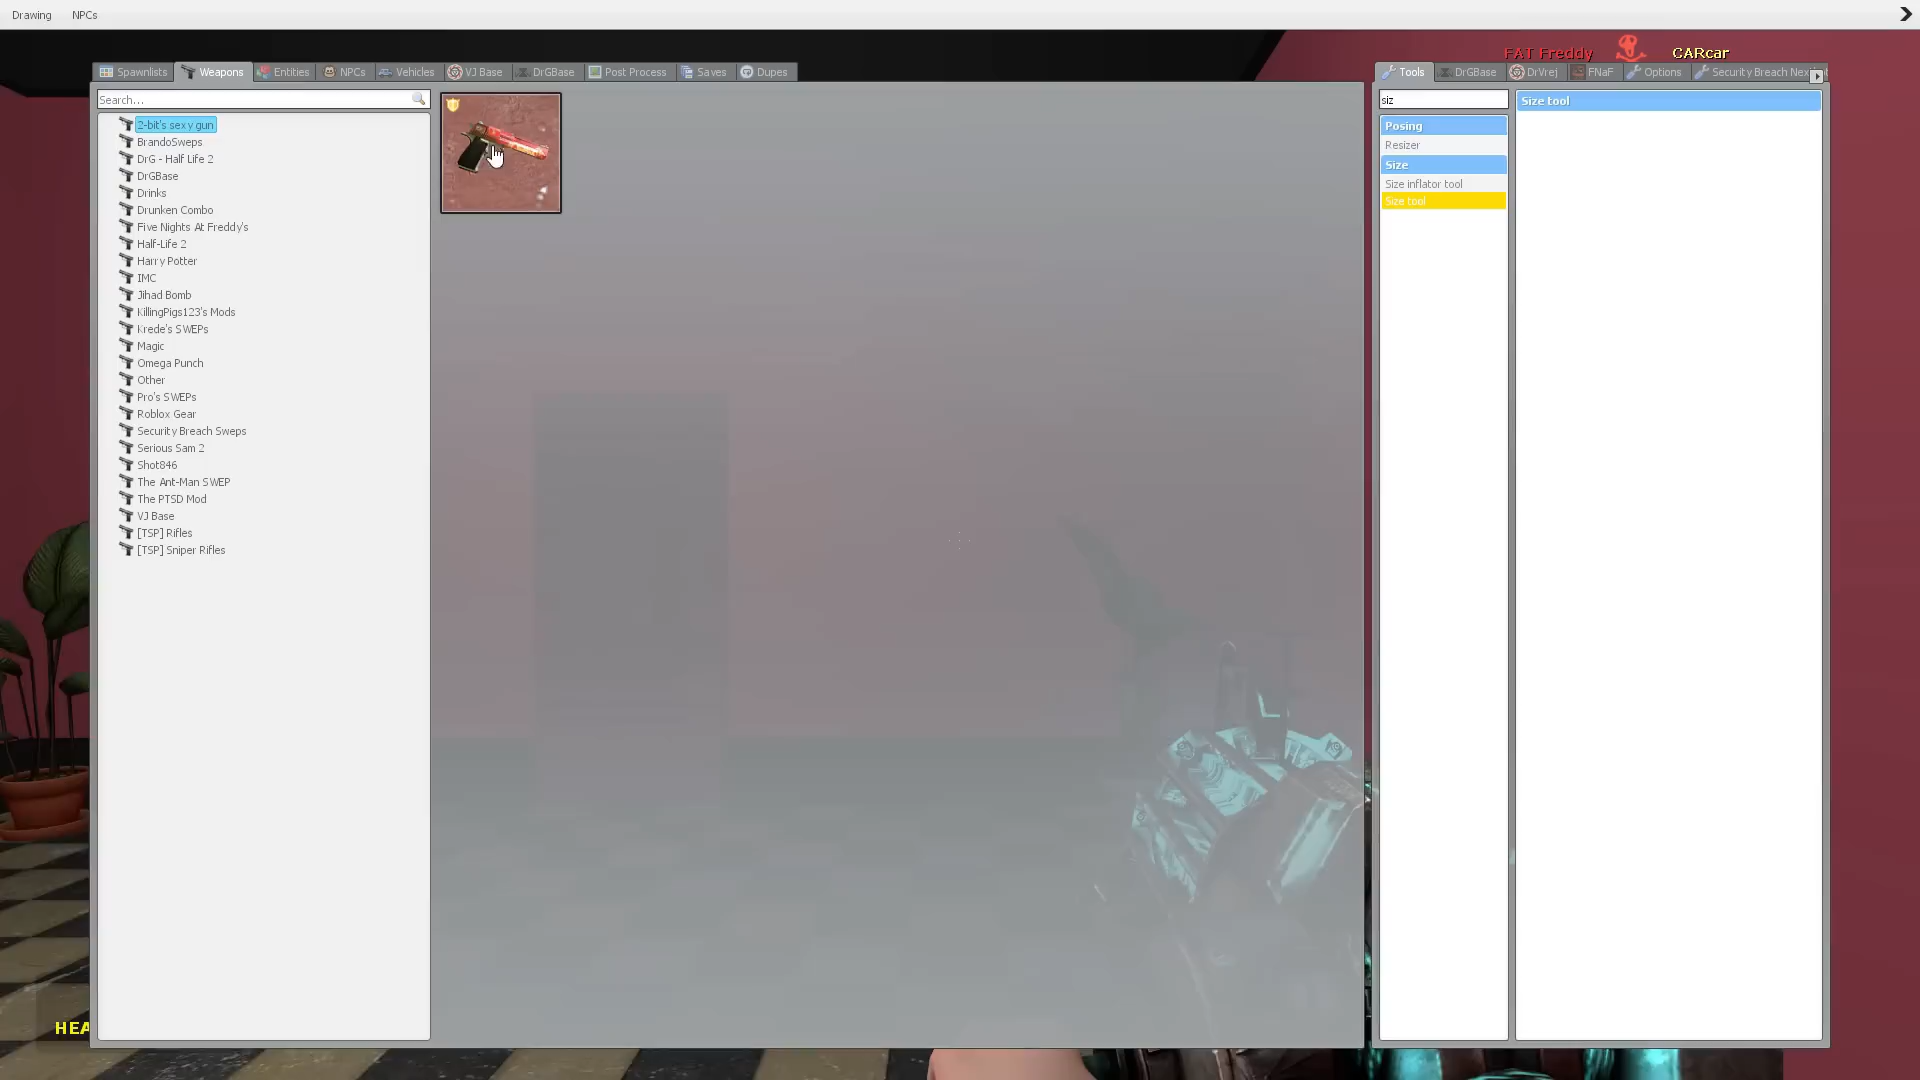 Drawing NPCs
FAT Freddy CARcar
Spawnlists Weapons Entities NPCs Vehicles VJ Base DrGBase Post Process Saves Dupes
Tools DrGBase DrVrej FNaF Options Security Breach Nex
Search...
2-bit's sexy gun
BrandoSweps
DrG - Half Life 2
DrGBase
Drinks
Drunken Combo
Five Nights At Freddy's
Half-Life 2
Harry Potter
IMC
Jihad Bomb
KillingPigs123's Mods
Krede's SWEPs
Magic
Omega Punch
Other
Pro's SWEPs
Roblox Gear
Security Breach Sweps
Serious Sam 2
Shot846
The Ant-Man SWEP
The PTSD Mod
VJ Base
[TSP] Rifles
[TSP] Sniper Rifles
siz
Posing
Resizer
Size
Size inflator tool
Size tool
Size tool
HEA